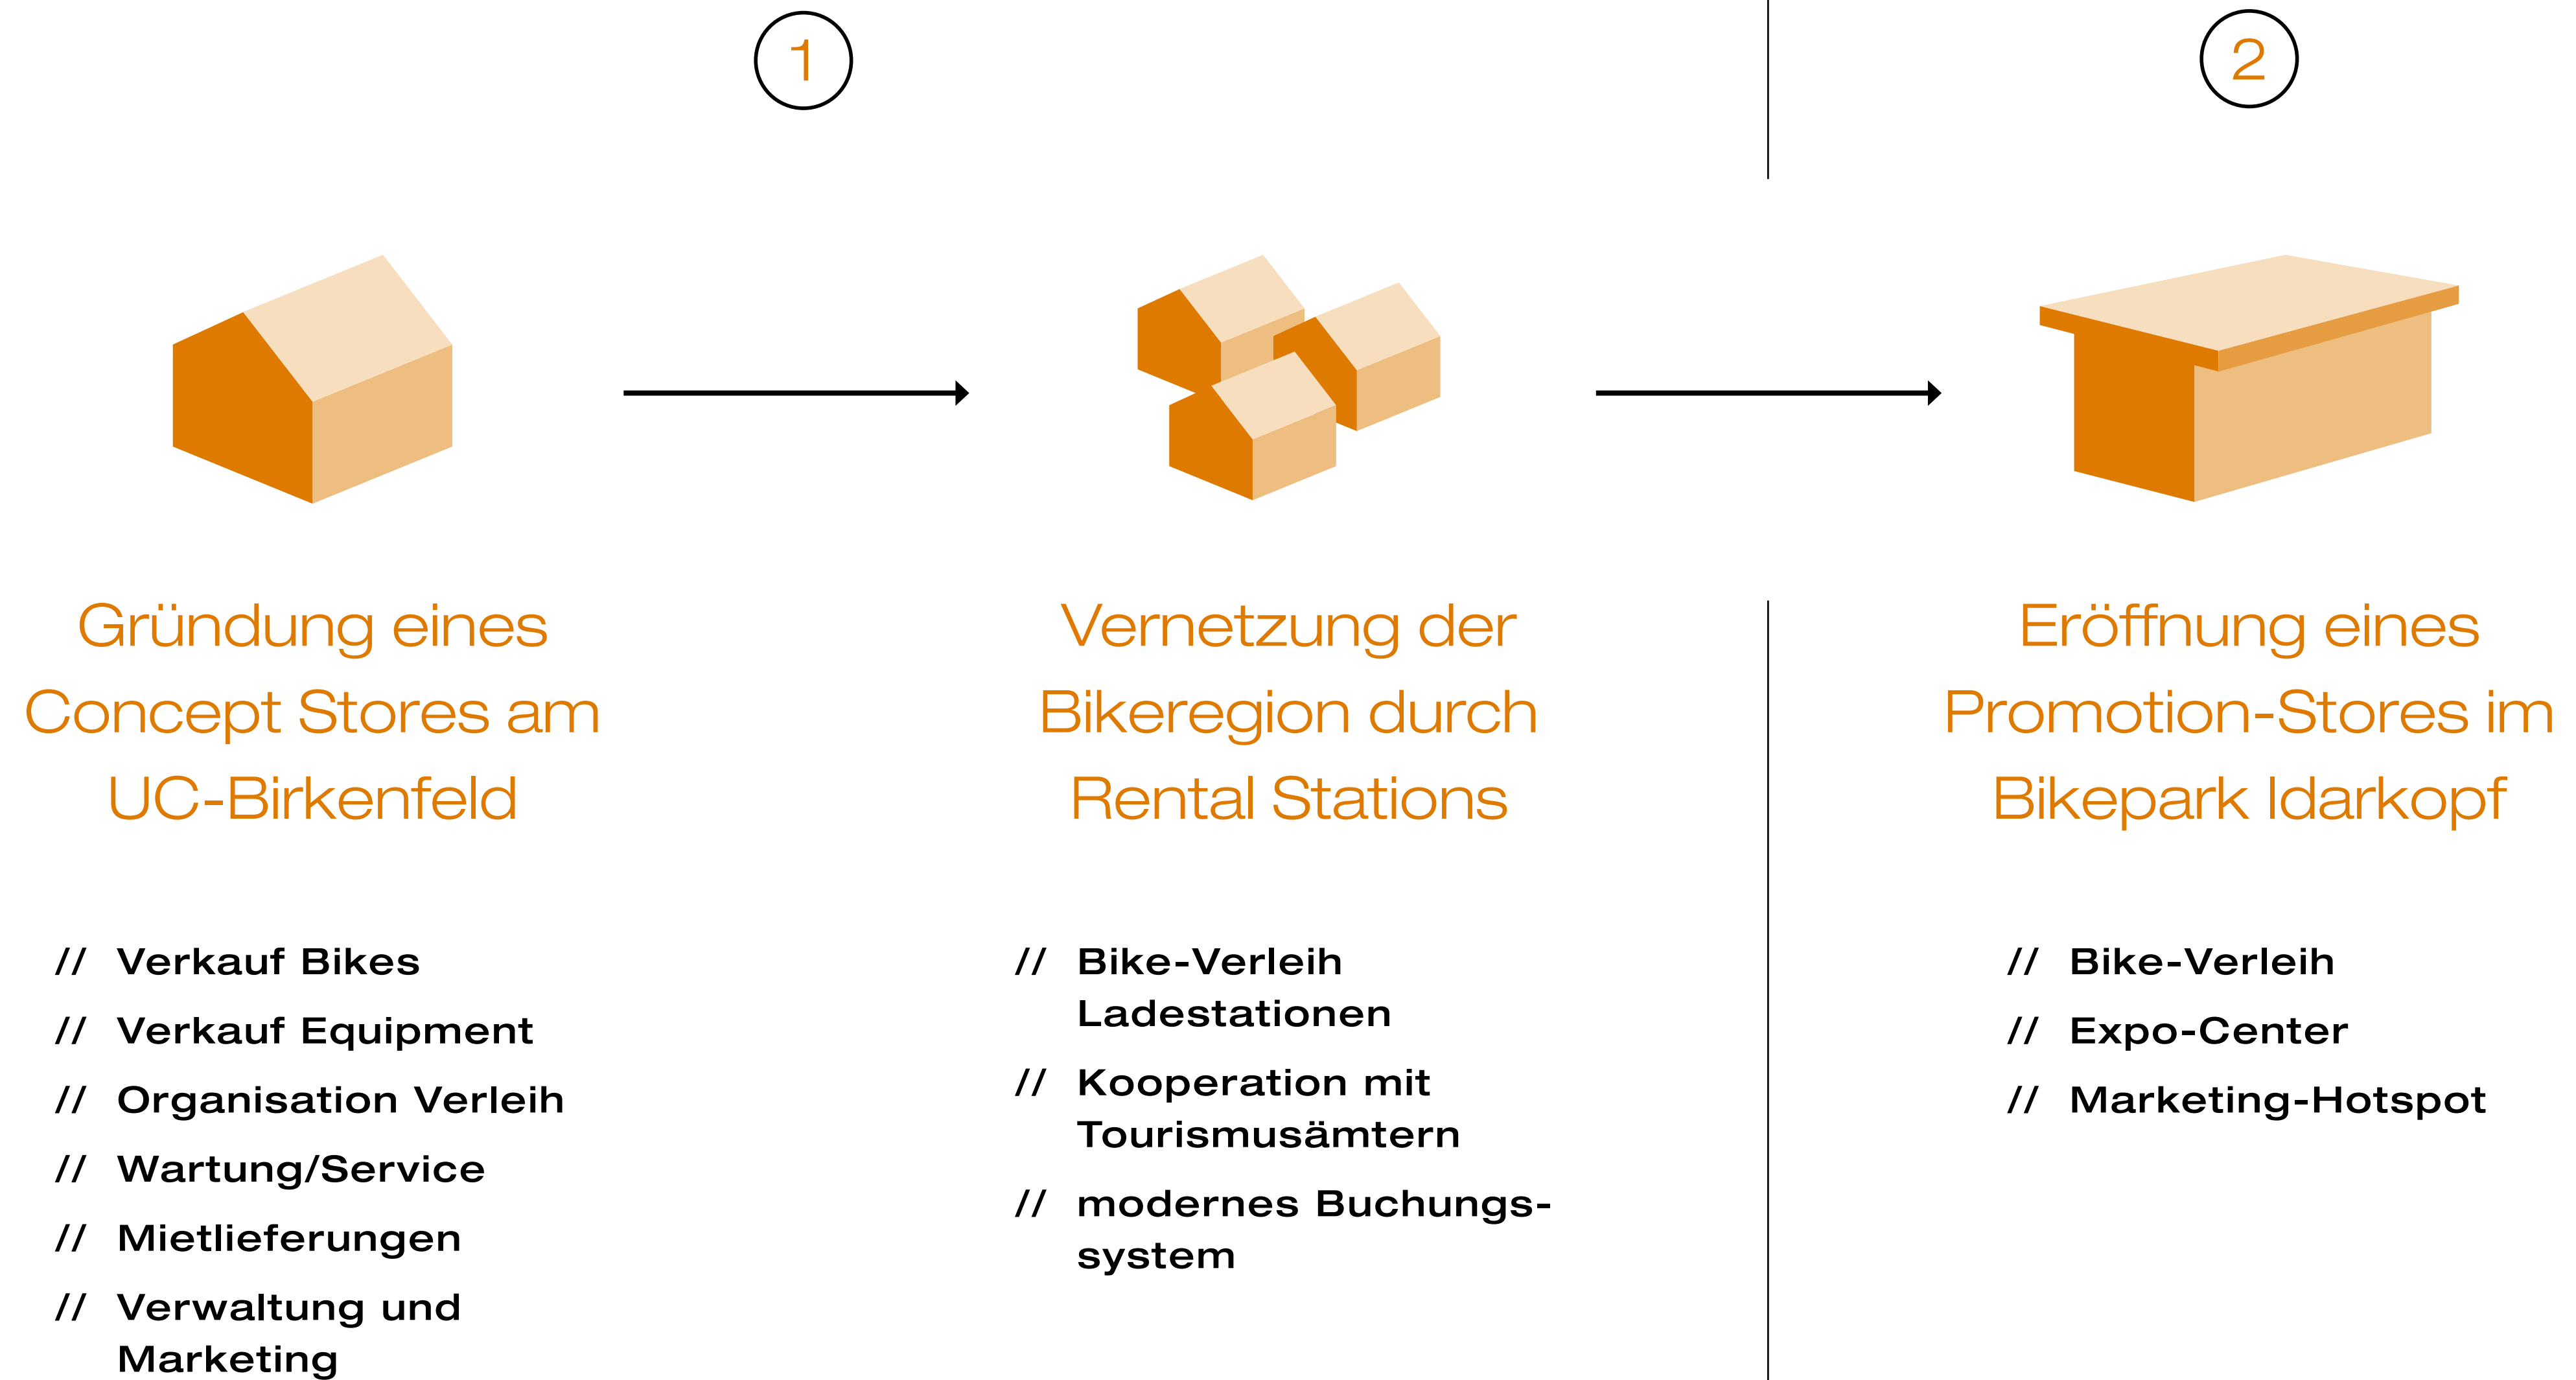 1
2
Gründung eines
Concept Stores am
UC-Birkenfeld
// Verkauf Bikes
// Verkauf Equipment
// Organisation Verleih
// Wartung/Service
// Mietlieferungen
// Verwaltung und
Marketing
Vernetzung der
Bikeregion durch
Rental Stations
// Bike-Verleih
Ladestationen
// Kooperation mit
Tourismusämtern
// modernes Buchungs-
system
Eröffnung eines
Promotion-Stores im
Bikepark Idarkopf
// Bike-Verleih
// Expo-Center
// Marketing-Hotspot